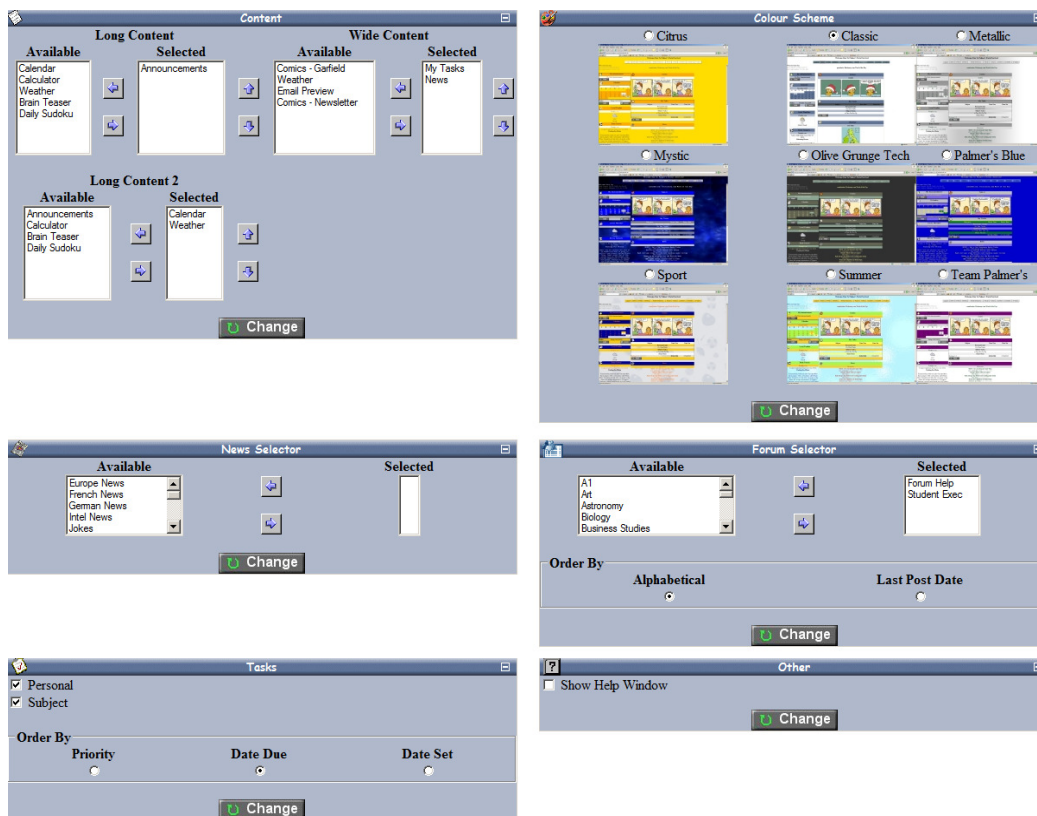 Content
Long Content
Wide Content
Available Selected Available Selected
Calendar
Calculator
Weather
Brain Teaser
Daily Sudoku
Announcements
Comics - Garfield
Weather
Email Preview
Comics - Newsletter
My Tasks
News
Long Content 2
Available Selected
Announcements
Calculator
Brain Teaser
Daily Sudoku
Calendar
Weather
Change
Colour Scheme
Citrus Classic Metallic
Mystic Olive Grunge Tech Palmer's Blue
Sport Summer Team Palmer's
Change
News Selector
Available Selected
Europe News
French News
German News
Intel News
Jokes
Change
Forum Selector
Available Selected
A1
Art
Astronomy
Biology
Business Studies
Forum Help
Student Exec
Order By
Alphabetical Last Post Date
Change
Tasks
Personal
Subject
Order By
Priority Date Due Date Set
Change
Other
Show Help Window
Change